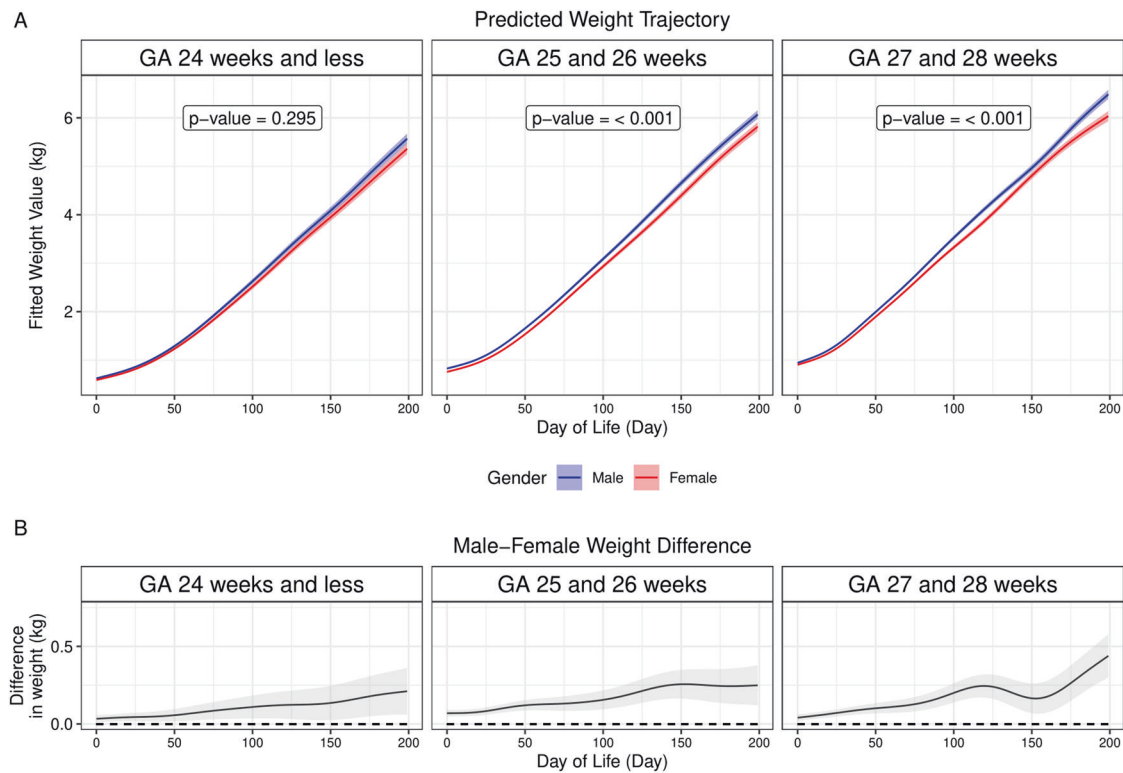 A
Predicted Weight Trajectory
GA 24 weeks and less
GA 25 and 26 weeks
GA 27 and 28 weeks
p−value = 0.295
p−value = < 0.001
p−value = < 0.001
Fitted Weight Value (kg)
6
4
2
0 50 100 150 200
0 50 100 150 200
0 50 100 150 200
Day of Life (Day)
Gender Male Female
B
Male−Female Weight Difference
GA 24 weeks and less
GA 25 and 26 weeks
GA 27 and 28 weeks
Difference
in weight (kg)
0.5
0.0
0 50 100 150 200
0 50 100 150 200
0 50 100 150 200
Day of Life (Day)